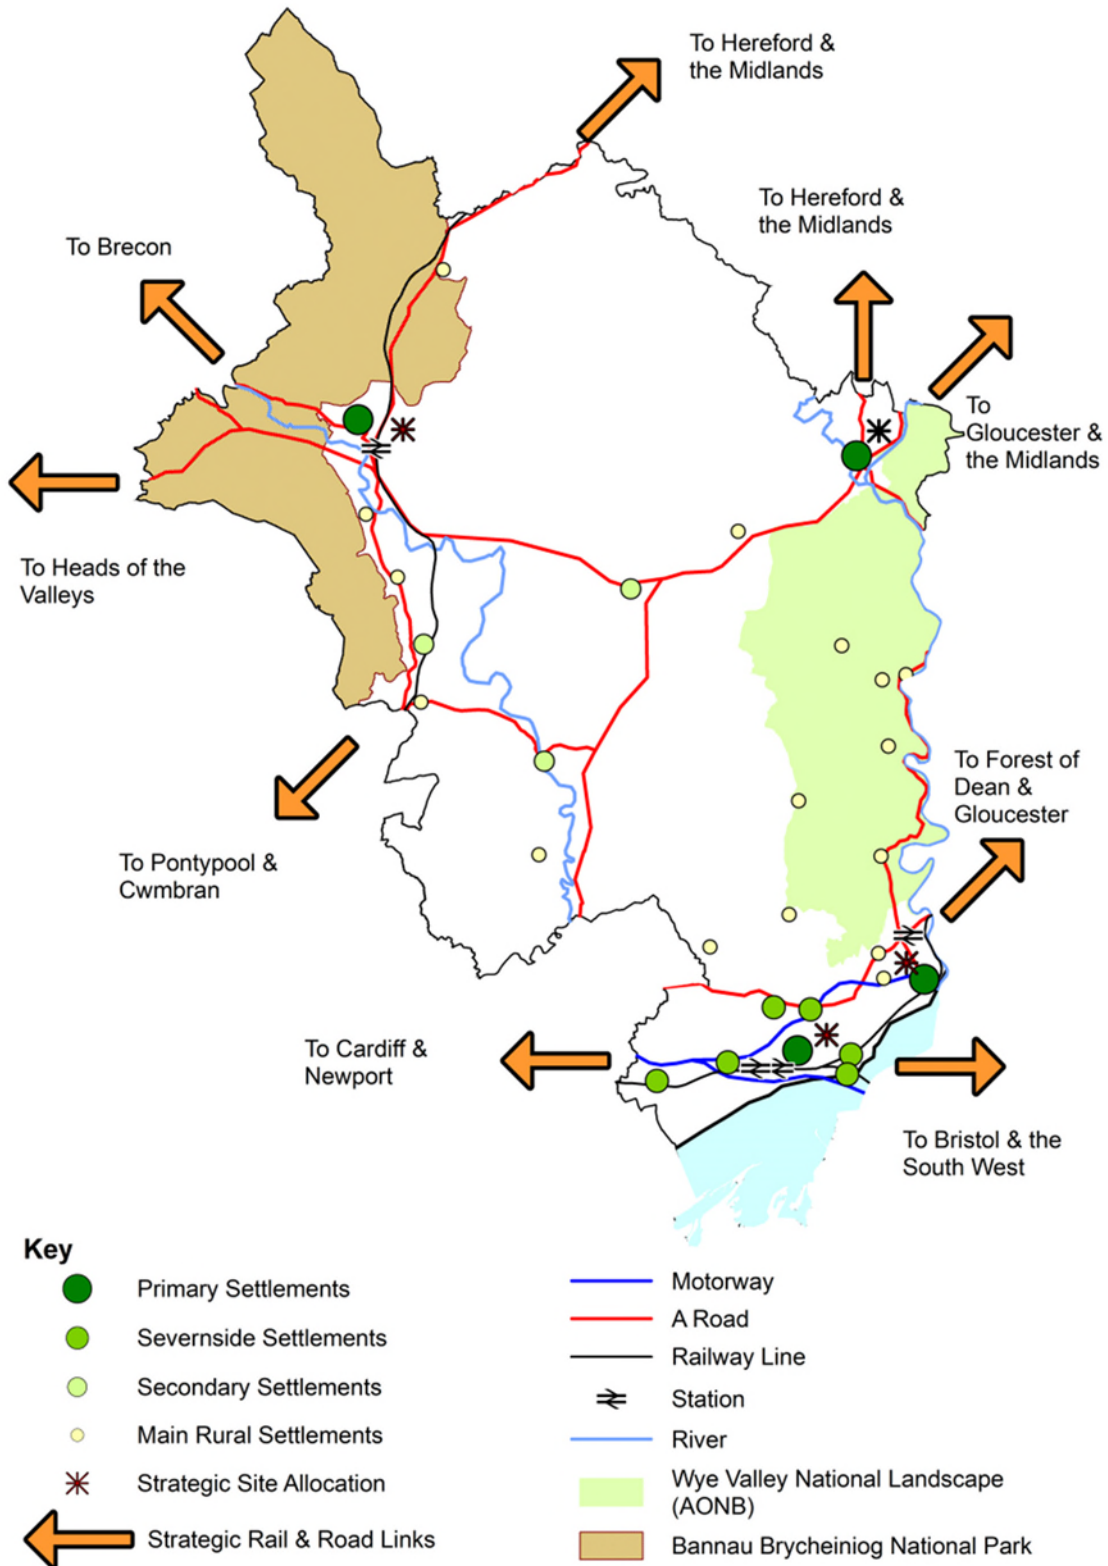 To Hereford &
the Midlands
To Hereford &
the Midlands
To Brecon
To
Gloucester &
the Midlands
To Heads of the
Valleys
To Forest of
Dean &
Gloucester
To Pontypool &
Cwmbran
To Cardiff &
Newport
To Bristol & the
South West
Key
Primary Settlements
Severnside Settlements
Secondary Settlements
Main Rural Settlements
Strategic Site Allocation
Strategic Rail & Road Links
Motorway
A Road
Railway Line
Station
River
Wye Valley National Landscape
(AONB)
Bannau Brycheiniog National Park